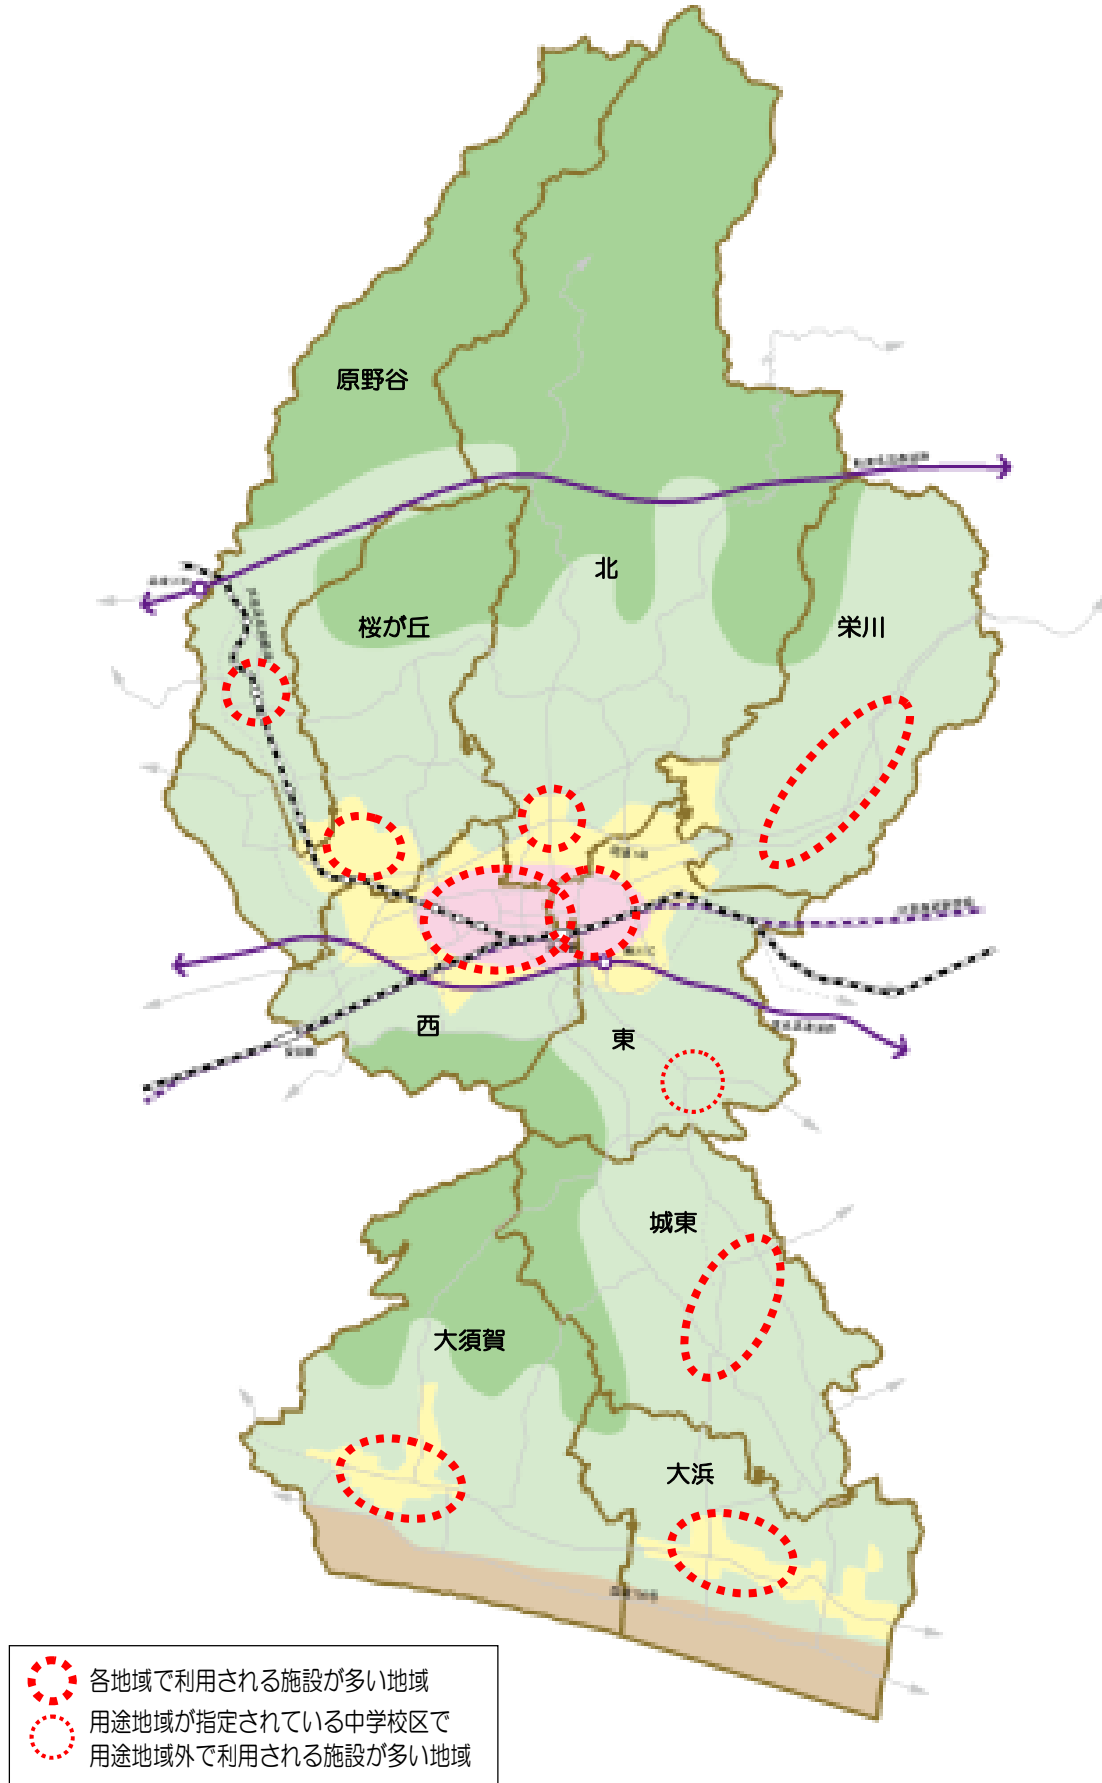 原野谷
北
桜が丘
栄川
西
東
城東
大須賀
大浜
各地域で利用される施設が多い地域
用途地域が指定されている中学校区で
用途地域外で利用される施設が多い地域